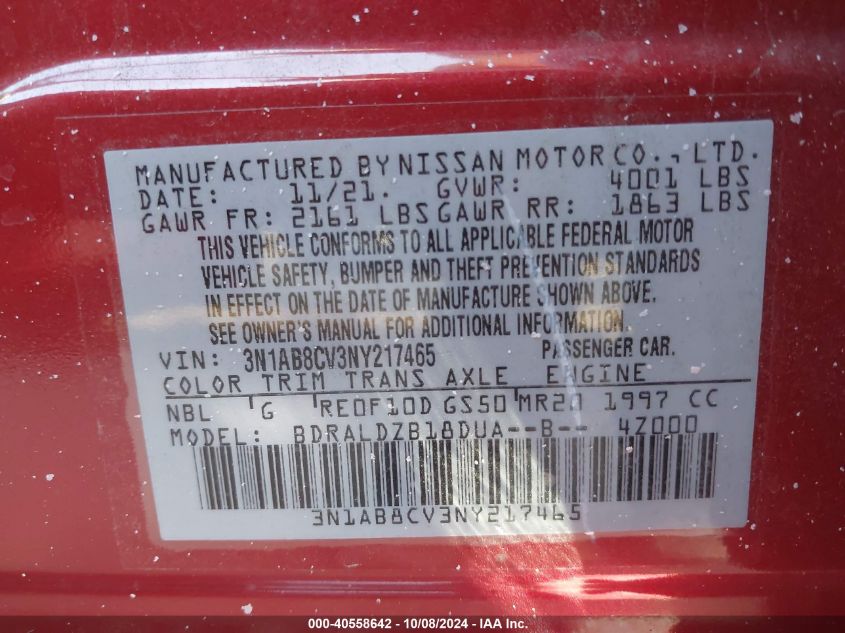 MANUFACTURED BY NISSAN MOTOR CO., LTD.
DATE: 11/21. GVWR: 4001 LBS
GAWR FR: 2161 LBS GAWR RR: 1863 LBS
THIS VEHICLE CONFORMS TO ALL APPLICABLE FEDERAL MOTOR
VEHICLE SAFETY, BUMPER AND THEFT PREVENTION STANDARDS
IN EFFECT ON THE DATE OF MANUFACTURE SHOWN ABOVE.
SEE OWNER'S MANUAL FOR ADDITIONAL INFORMATION.
VIN: 3N1AB8CV3NY217465 PASSENGER CAR.
COLOR TRIM TRANS AXLE ENGINE
NBL G RE0F10D GS50 MR20 1997 CC
MODEL: BDRALDZB18DUA--B-- 4Z000
3N1AB8CV3NY217465
000-40558642 - 10/08/2024 - IAA Inc.